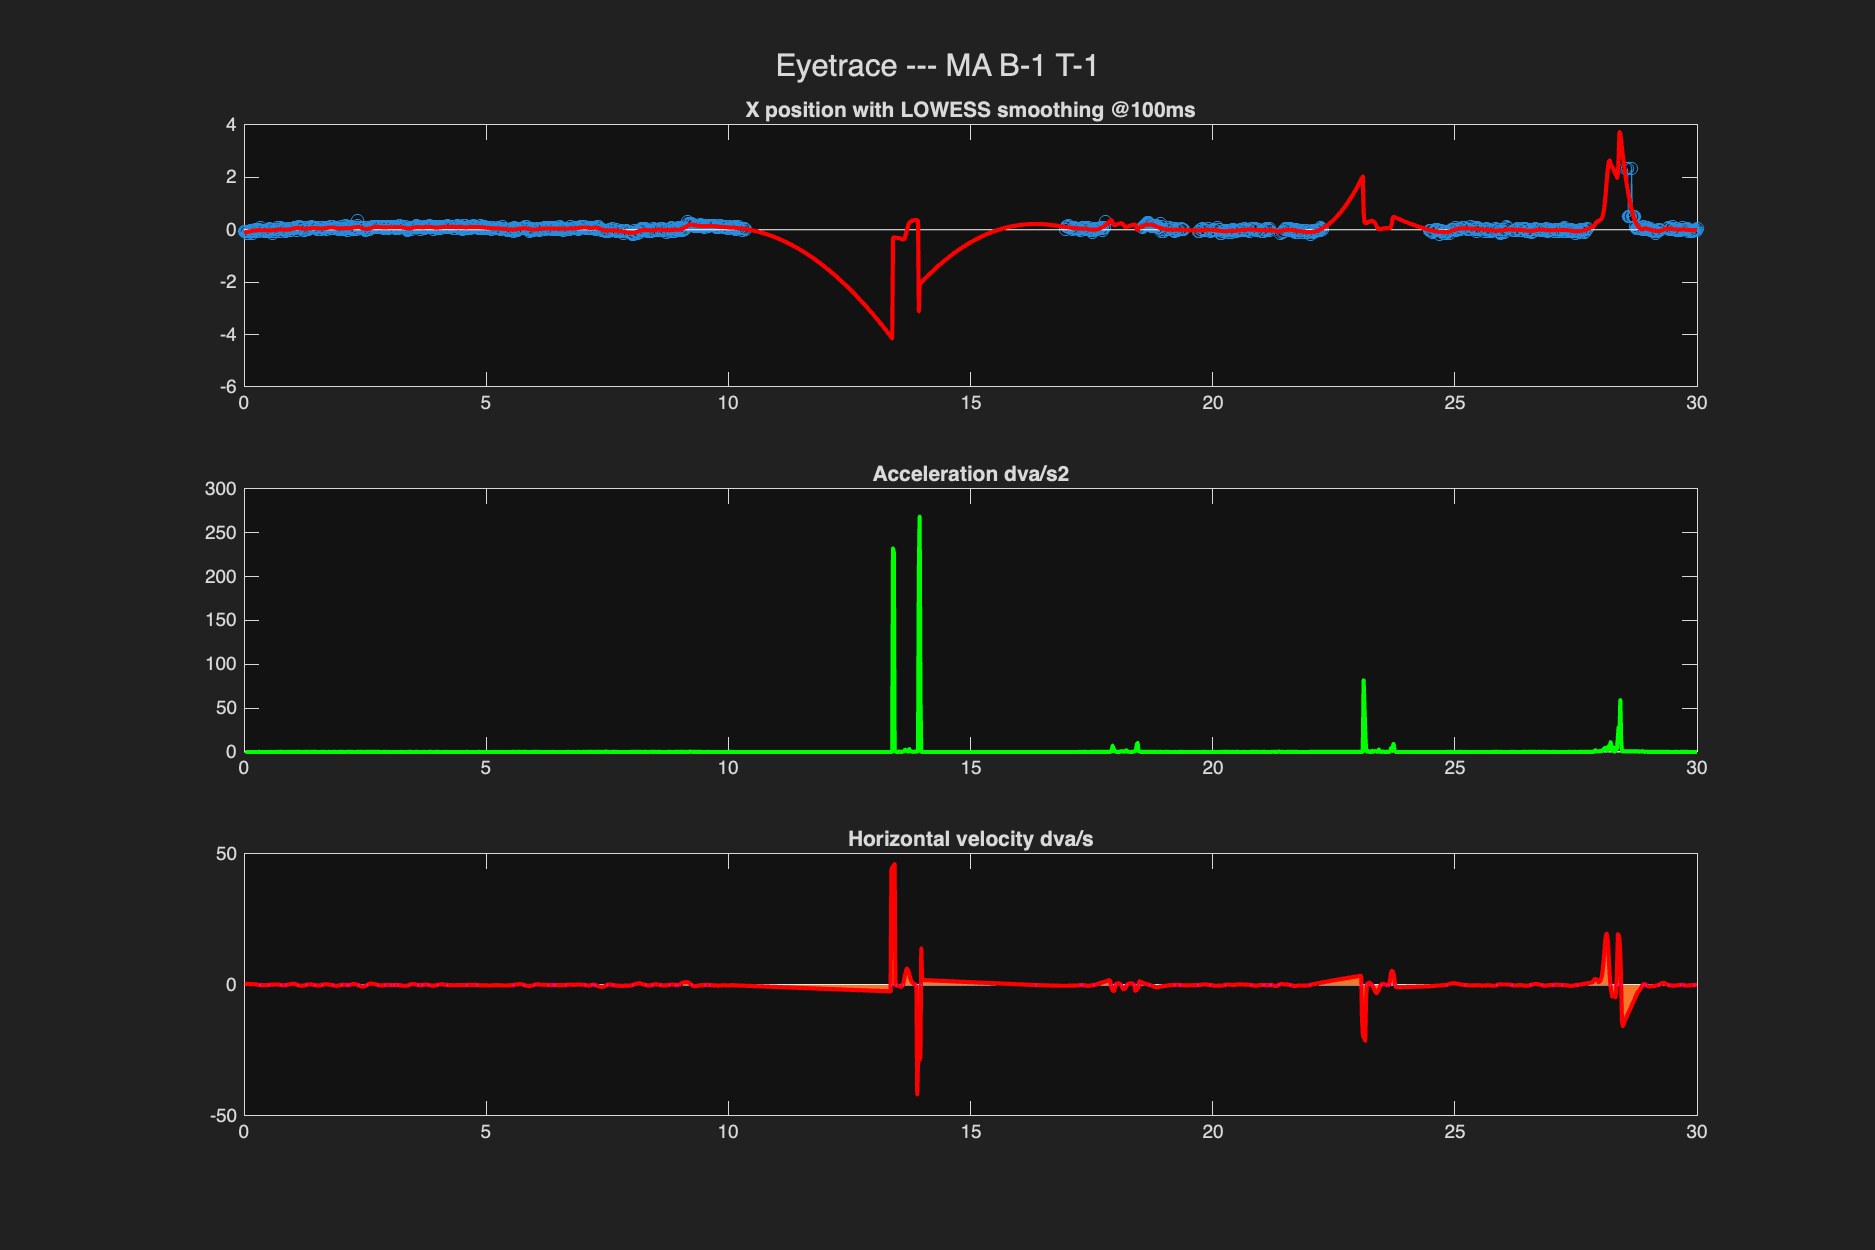 Eyetrace --- MA B-1 T-1
X position with LOWESS smoothing @100ms
4
2
0
-2
-4
-6
0 5 10 15 20 25 30
Acceleration dva/s2
300
250
200
150
100
50
0
0 5 10 15 20 25 30
Horizontal velocity dva/s
50
0
-50
0 5 10 15 20 25 30